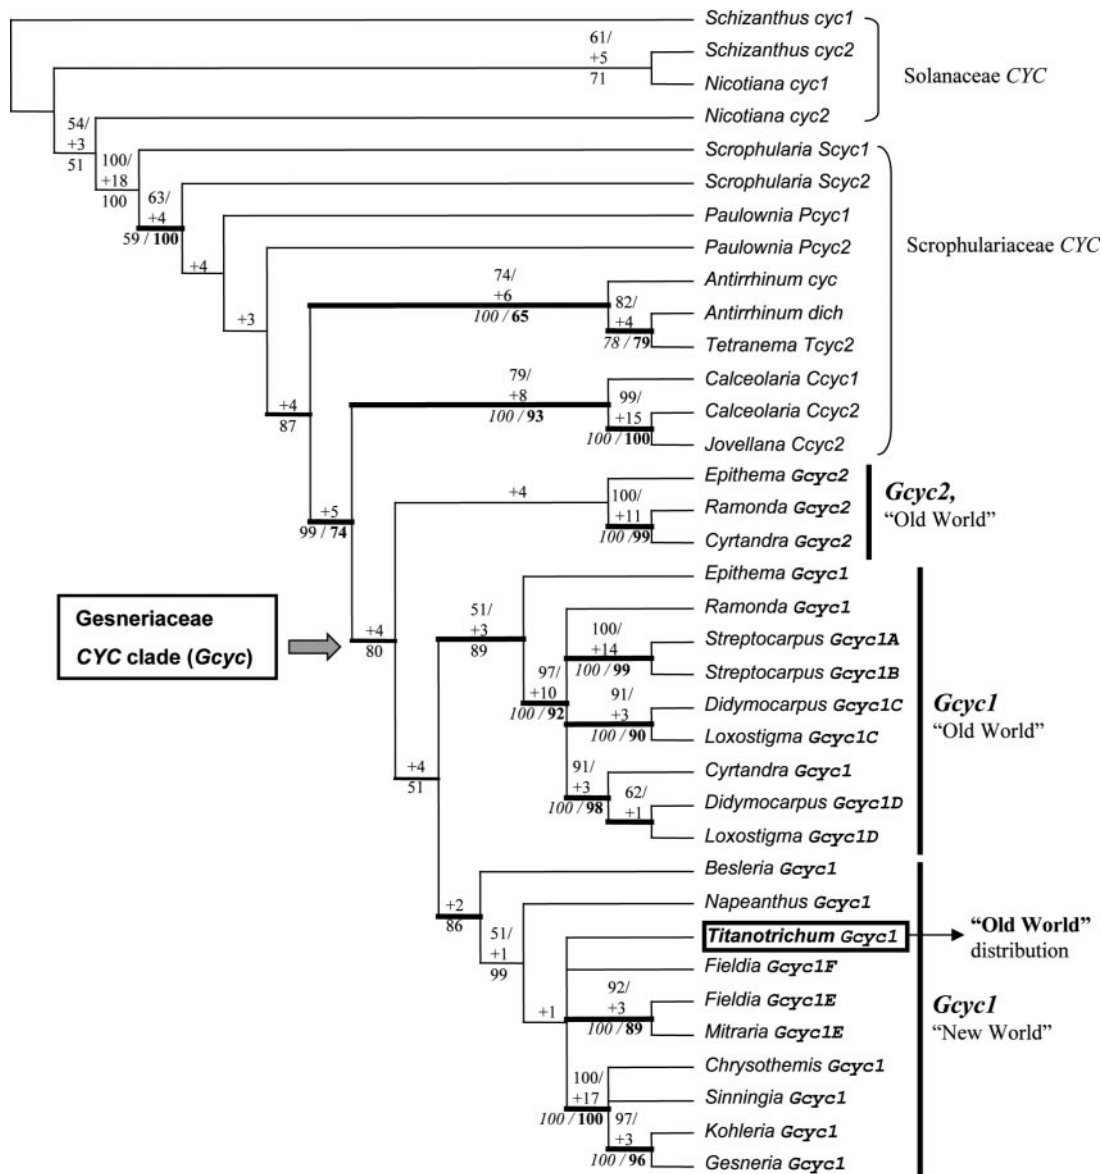 Schizanthus cyc1
61/
Schizanthus cyc2
+5
71
Nicotiana cyc1
Solanaceae CYC
Nicotiana cyc2
54/
+3
51
Scrophularia Scyc1
100/
+18
100
Scrophularia Scyc2
63/
+4
59 / 100
Paulownia Pcyc1
Paulownia Pcyc2
Scrophulariaceae CYC
+4
74/
Antirrhinum cyc
+6
100 / 65
82/
+4
78 / 79
Antirrhinum dich
+3
Tetranema Tcyc2
79/
Calceolaria Ccyc1
+8
100 / 93
99/
+15
100 / 100
Calceolaria Ccyc2
+4
87
Jovellana Ccyc2
Epithema Gcyc2
+4
100/
+11
100 / 99
Ramonda Gcyc2
Gcyc2,
"Old World"
+5
99 / 74
Cyrtandra Gcyc2
Epithema Gcyc1
Gesneriaceae
CYC clade (Gcyc)
+4
80
51/
+3
89
Ramonda Gcyc1
100/
+14
100 / 99
Streptocarpus Gcyc1A
Streptocarpus Gcyc1B
97/
+10
100 / 92
91/
+3
100 / 90
Didymocarpus Gcyc1C
Loxostigma Gcyc1C
Gcyc1
"Old World"
+4
51
91/
+3
100 / 98
Cyrtandra Gcyc1
62/
+1
Didymocarpus Gcyc1D
Loxostigma Gcyc1D
Besleria Gcyc1
+2
86
Napeanthus Gcyc1
51/
+1
99
Titanotrichum Gcyc1
"Old World"
distribution
Fieldia Gcyc1F
92/
+3
100 / 89
Fieldia Gcyc1E
+1
Mitraria Gcyc1E
Gcyc1
"New World"
Chrysothemis Gcyc1
100/
+17
100 / 100
Sinningia Gcyc1
97/
+3
100 / 96
Kohleria Gcyc1
Gesneria Gcyc1